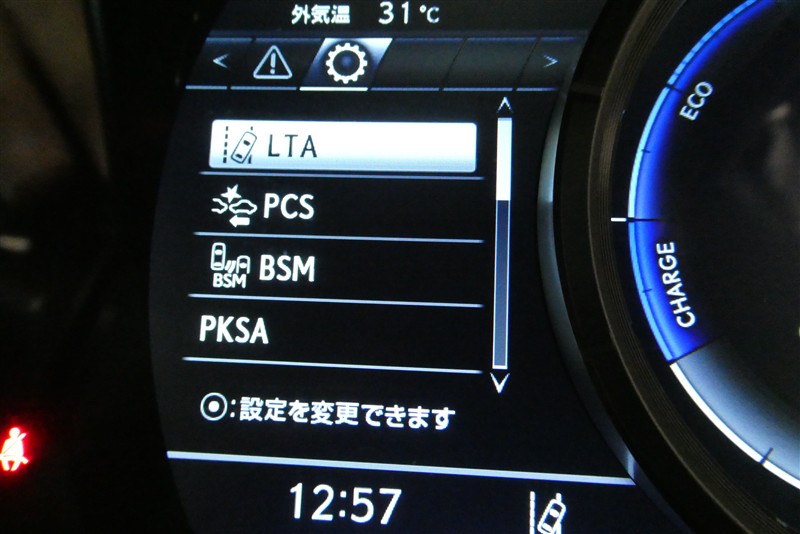 外気温 31℃
< >
LTA
PCS
BSM BSM
PKSA
⦿:設定を変更できます
12:57
ECO
CHARGE